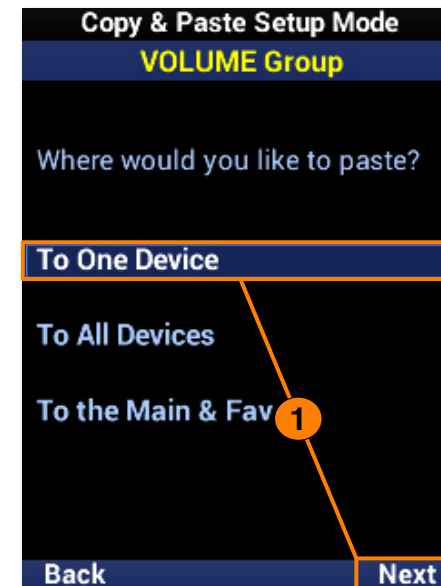 Copy & Paste Setup Mode
VOLUME Group
Where would you like to paste?
To One Device
To All Devices
To the Main & Fav
1
Back Next